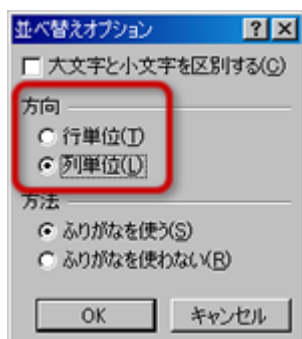 並べ替えオプション
大文字と小文字を区別する(C)
方向
行単位(T)
列単位(L)
方法
ふりがなを使う(S)
ふりがなを使わない(R)
OK キャンセル